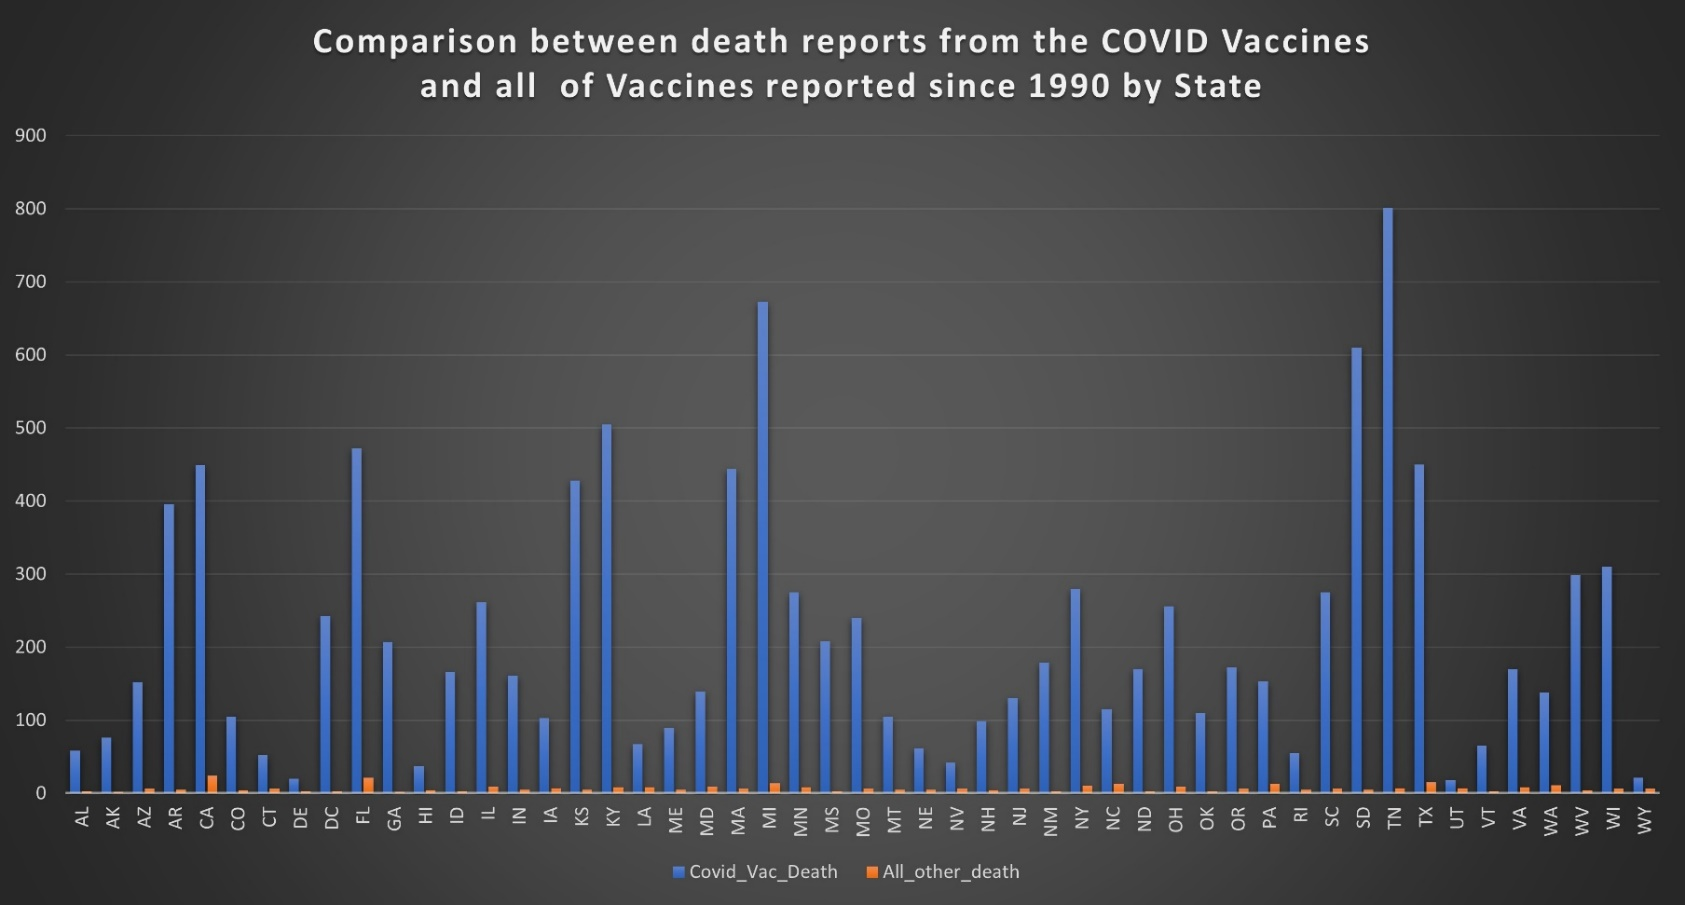 Comparison between death reports from the COVID Vaccines
and all  of Vaccines reported since 1990 by State
900
800
700
600
500
400
300
200
100
0
AL AK AZ AR CA CO CT DE DC FL GA HI ID IL IN IA KS KY LA ME MD MA MI MN MS MO MT NE NV NH NJ NM NY NC ND OH OK OR PA RI SC SD TN TX UT VT VA WA WV WI WY
Covid_Vac_Death All_other_death